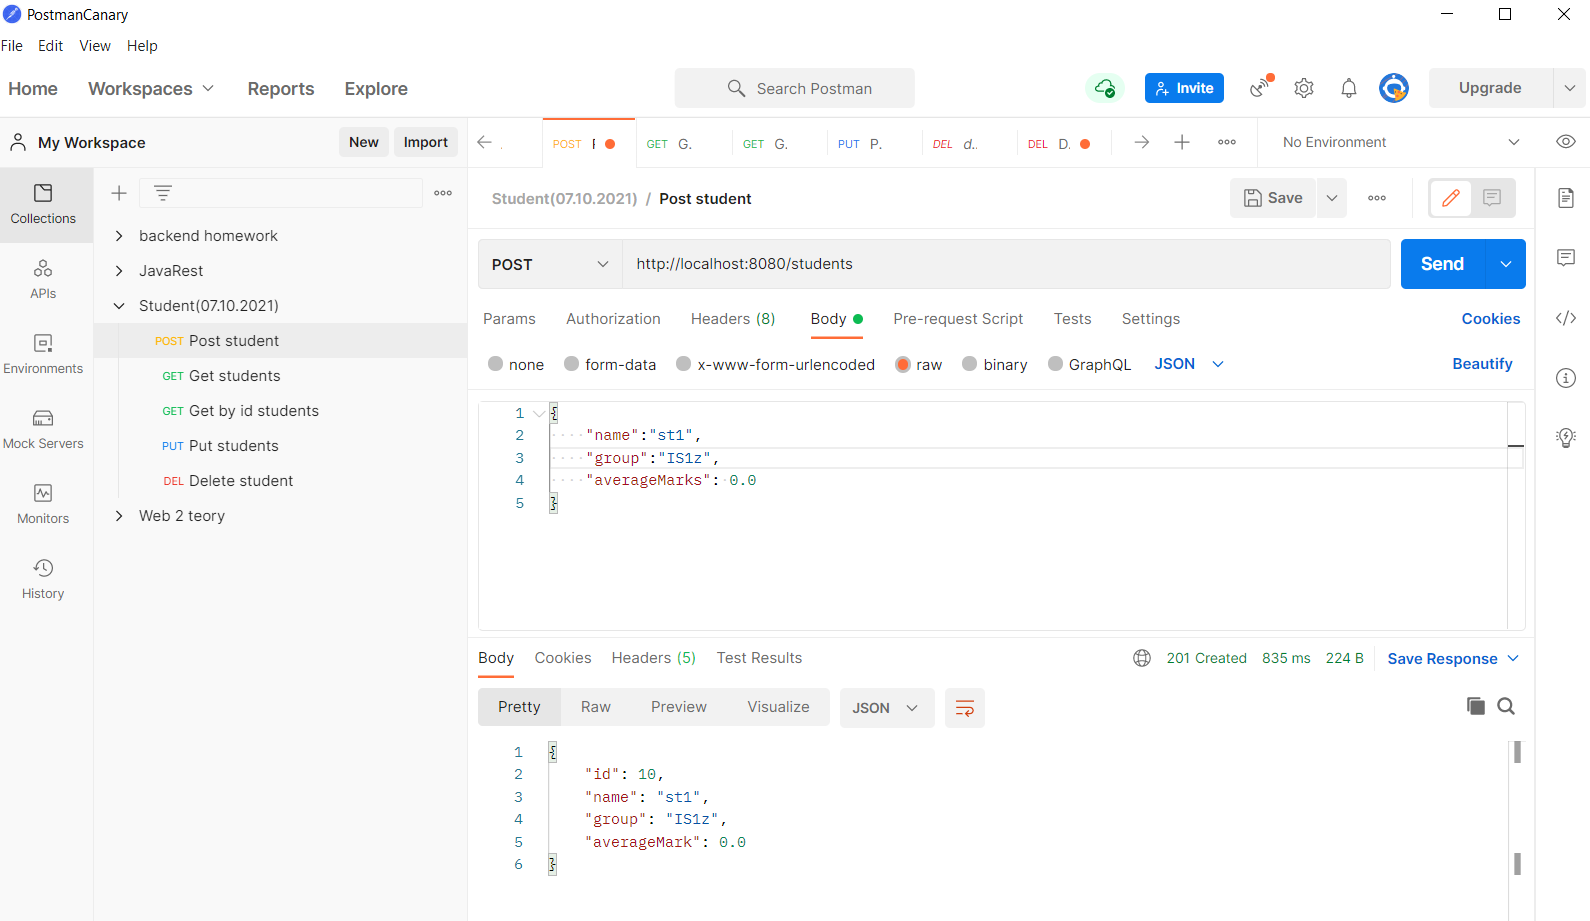 PostmanCanary
File Edit View Help
Home Workspaces Reports Explore Search Postman Invite Upgrade
My Workspace New Import
POST GET G. GET G. PUT P. DEL d.. DEL D. No Environment
Collections
APIs
Environments
Mock Servers
Monitors
History
backend homework
JavaRest
Student(07.10.2021)
POST Post student
GET Get students
GET Get by id students
PUT Put students
DEL Delete student
Web 2 teory
Student(07.10.2021) / Post student Save
POST http://localhost:8080/students Send
Params Authorization Headers (8) Body Pre-request Script Tests Settings Cookies
none form-data x-www-form-urlencoded raw binary GraphQL JSON Beautify
1 {
2 "name":"st1",
3 "group":"IS1z",
4 "averageMarks": 0.0
5 }
Body Cookies Headers (5) Test Results 201 Created 835 ms 224 B Save Response
Pretty Raw Preview Visualize JSON
1 {
2 "id": 10,
3 "name": "st1",
4 "group": "IS1z",
5 "averageMark": 0.0
6 }